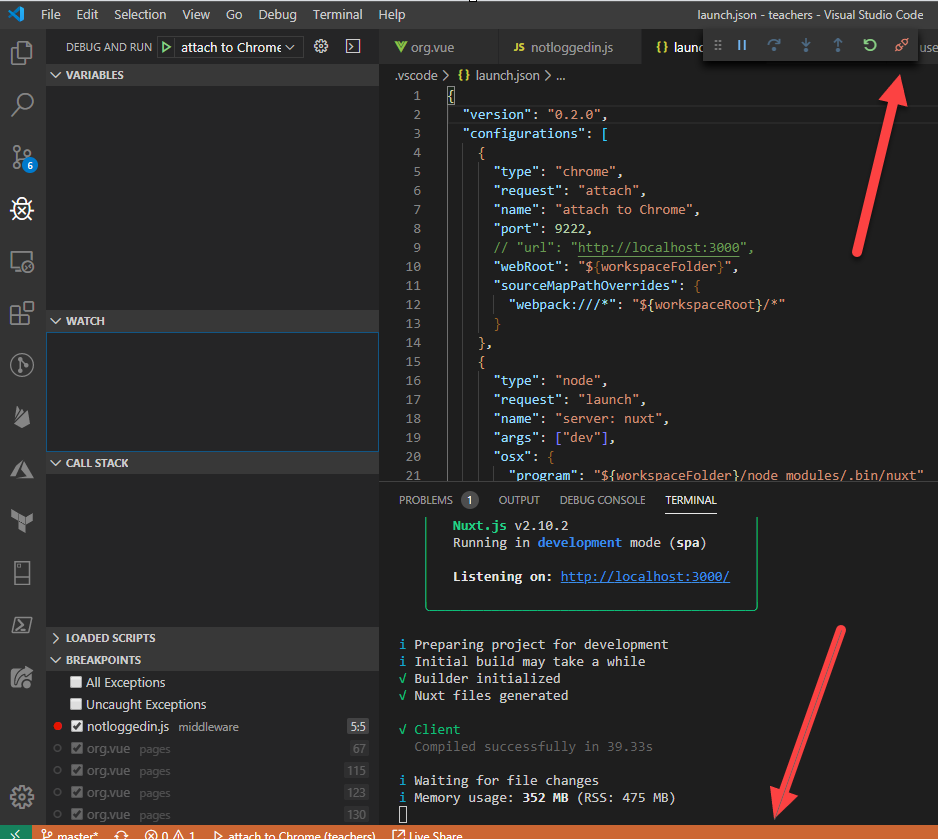 File Edit Selection View Go Debug Terminal Help launch.json - teachers - Visual Studio Code
DEBUG AND RUN attach to Chrome
org.vue JS notloggedin.js {}
VARIABLES
.vscode > {} launch.json > ...
1 {
2 "version": "0.2.0",
3 "configurations": [
4 {
5 "type": "chrome",
6 "request": "attach",
7 "name": "attach to Chrome",
8 "port": 9222,
9 // "url": "http://localhost:3000",
10 "webRoot": "${workspaceFolder}",
11 "sourceMapPathOverrides": {
12 "webpack:///*": "${workspaceRoot}/*"
13 }
14 },
15 {
16 "type": "node",
17 "request": "launch",
18 "name": "server: nuxt",
19 "args": ["dev"],
20 "osx": {
21 "program": "${workspaceFolder}/node_modules/.bin/nuxt"
6
WATCH
CALL STACK
LOADED SCRIPTS
BREAKPOINTS
All Exceptions
Uncaught Exceptions
notloggedin.js middleware 5:5
org.vue pages 67
org.vue pages 115
org.vue pages 123
org.vue pages 130
PROBLEMS 1 OUTPUT DEBUG CONSOLE TERMINAL
Nuxt.js v2.10.2
Running in development mode (spa)
Listening on: http://localhost:3000/
i Preparing project for development
i Initial build may take a while
√ Builder initialized
√ Nuxt files generated
√ Client
Compiled successfully in 39.33s
i Waiting for file changes
i Memory usage: 352 MB (RSS: 475 MB)
master* 0 1 attach to Chrome (teachers) Live Share